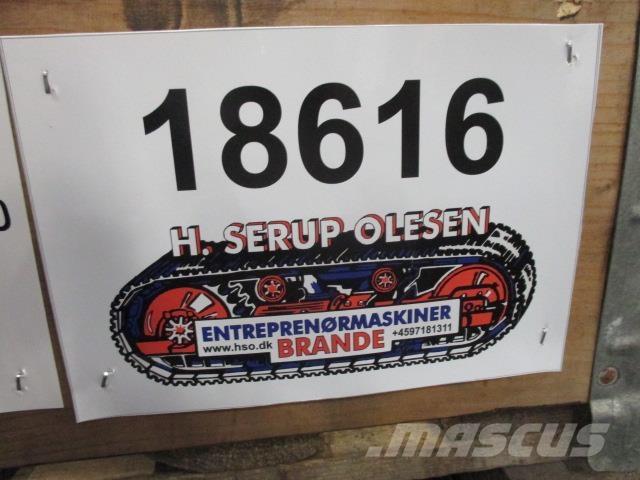 18616
H. SERUP OLESEN
ENTREPRENØRMASKINER
www.hso.dk BRANDE +4597181311
MASCUS